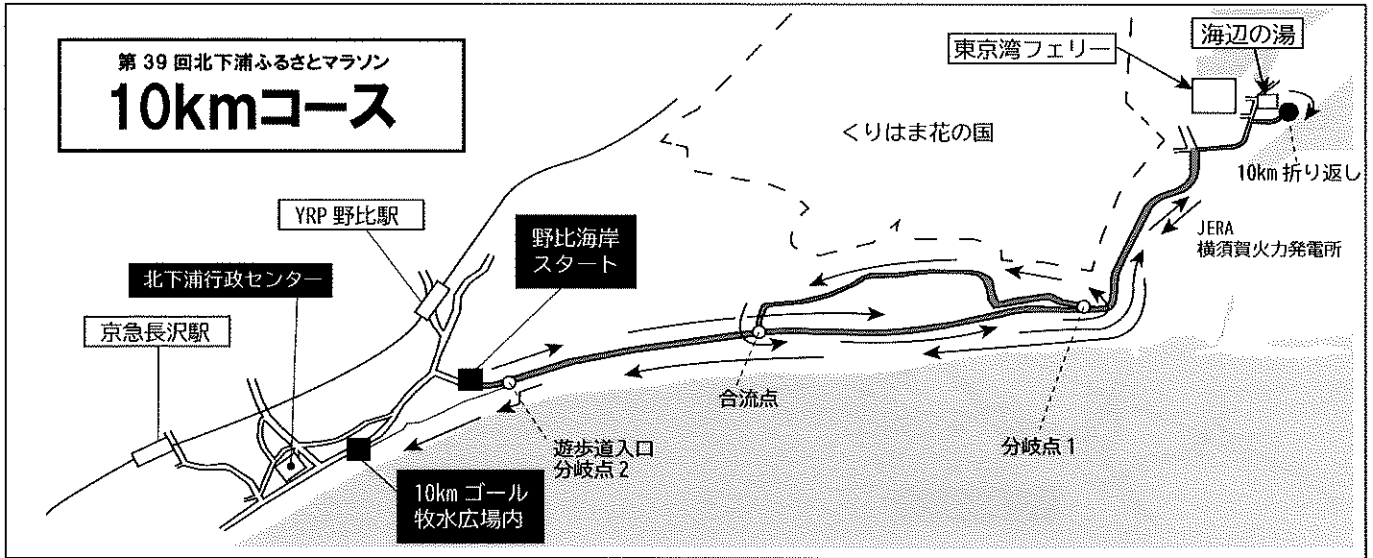 第39回北下浦ふるさとマラソン
10kmコース
東京湾フェリー
海辺の湯
くりはま花の国
10km 折り返し
YRP 野比駅
野比海岸
スタート
JERA
横須賀火力発電所
北下浦行政センター
京急長沢駅
合流点
分岐点 1
遊歩道入口
分岐点 2
10km ゴール
牧水広場内